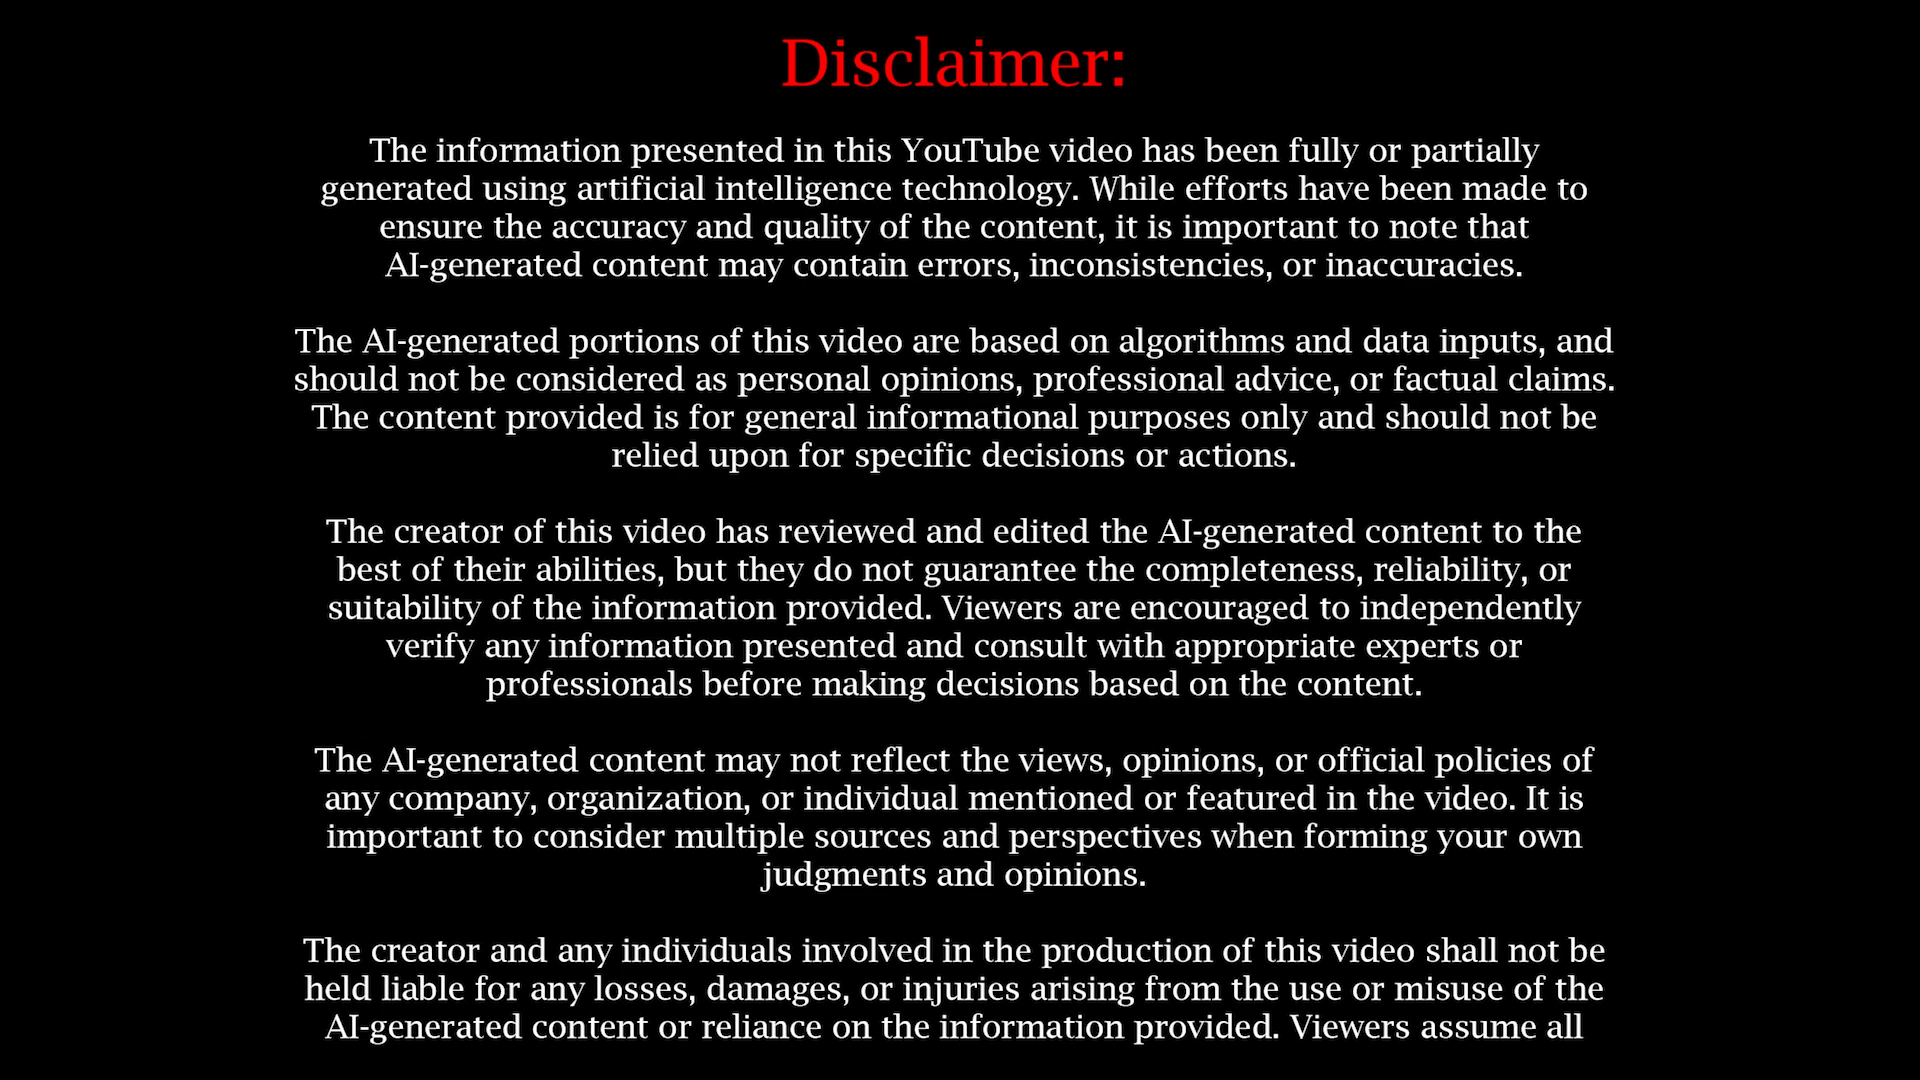 Disclaimer:
The information presented in this YouTube video has been fully or partially
generated using artificial intelligence technology. While efforts have been made to
ensure the accuracy and quality of the content, it is important to note that
AI-generated content may contain errors, inconsistencies, or inaccuracies.
The AI-generated portions of this video are based on algorithms and data inputs, and
should not be considered as personal opinions, professional advice, or factual claims.
The content provided is for general informational purposes only and should not be
relied upon for specific decisions or actions.
The creator of this video has reviewed and edited the AI-generated content to the
best of their abilities, but they do not guarantee the completeness, reliability, or
suitability of the information provided. Viewers are encouraged to independently
verify any information presented and consult with appropriate experts or
professionals before making decisions based on the content.
The AI-generated content may not reflect the views, opinions, or official policies of
any company, organization, or individual mentioned or featured in the video. It is
important to consider multiple sources and perspectives when forming your own
judgments and opinions.
The creator and any individuals involved in the production of this video shall not be
held liable for any losses, damages, or injuries arising from the use or misuse of the
AI-generated content or reliance on the information provided. Viewers assume all